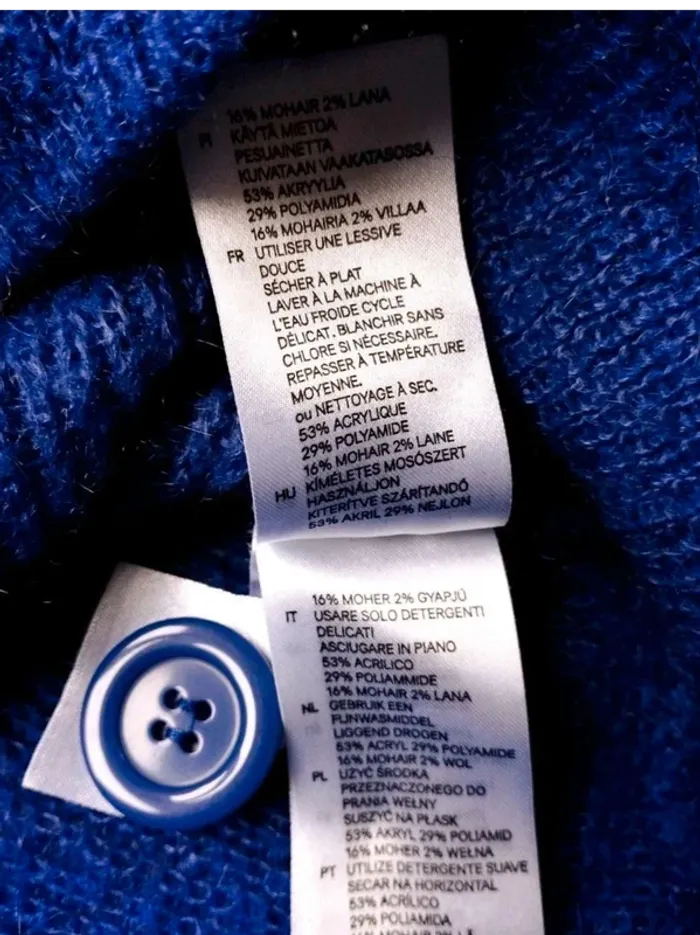 16% MOHAIR 2% LANA
FI KÄYTÄ MIETOA
PESUAINETTA
KUIVATAAN VAAKATASOSSA
53% AKRYYLIA
29% POLYAMIDIA
16% MOHAIRIA 2% VILLAA
FR UTILISER UNE LESSIVE
DOUCE
SÉCHER À PLAT
LAVER À LA MACHINE À
L'EAU FROIDE CYCLE
DÉLICAT. BLANCHIR SANS
CHLORE SI NÉCESSAIRE.
REPASSER À TEMPÉRATURE
MOYENNE.
ou NETTOYAGE À SEC.
53% ACRYLIQUE
29% POLYAMIDE
16% MOHAIR 2% LAINE
HU KÍMÉLETES MOSÓSZERT
HASZNÁLJON
KITERÍTVE SZÁRÍTANDÓ
53% AKRIL 29% NEJLON
16% MOHER 2% GYAPJÚ
IT USARE SOLO DETERGENTI
DELICATI
ASCIUGARE IN PIANO
53% ACRILICO
29% POLIAMMIDE
16% MOHAIR 2% LANA
NL GEBRUIK EEN
FIJNWASMIDDEL
LIGGEND DROGEN
53% ACRYL 29% POLYAMIDE
16% MOHAIR 2% WOL
PL UŻYĆ ŚRODKA
PRZEZNACZONEGO DO
PRANIA WEŁNY
SUSZYĆ NA PŁASK
53% AKRYL 29% POLIAMID
16% MOHER 2% WEŁNA
PT UTILIZE DETERGENTE SUAVE
SECAR NA HORIZONTAL
53% ACRÍLICO
29% POLIAMIDA
16% MOHAIR 2% LÃ